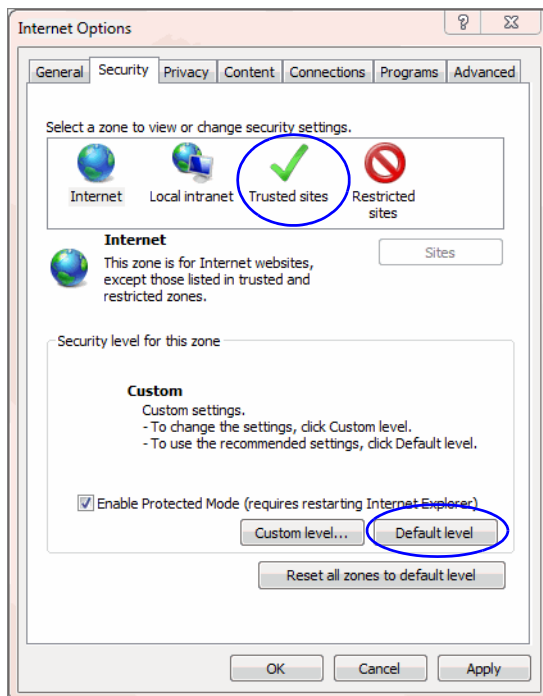 Internet Options
General Security Privacy Content Connections Programs Advanced
Select a zone to view or change security settings.
Internet Local intranet Trusted sites Restricted
sites
Internet
Sites
This zone is for Internet websites,
except those listed in trusted and
restricted zones.
Security level for this zone
Custom
Custom settings.
- To change the settings, click Custom level.
- To use the recommended settings, click Default level.
Enable Protected Mode (requires restarting Internet Explorer)
Custom level... Default level
Reset all zones to default level
OK Cancel Apply